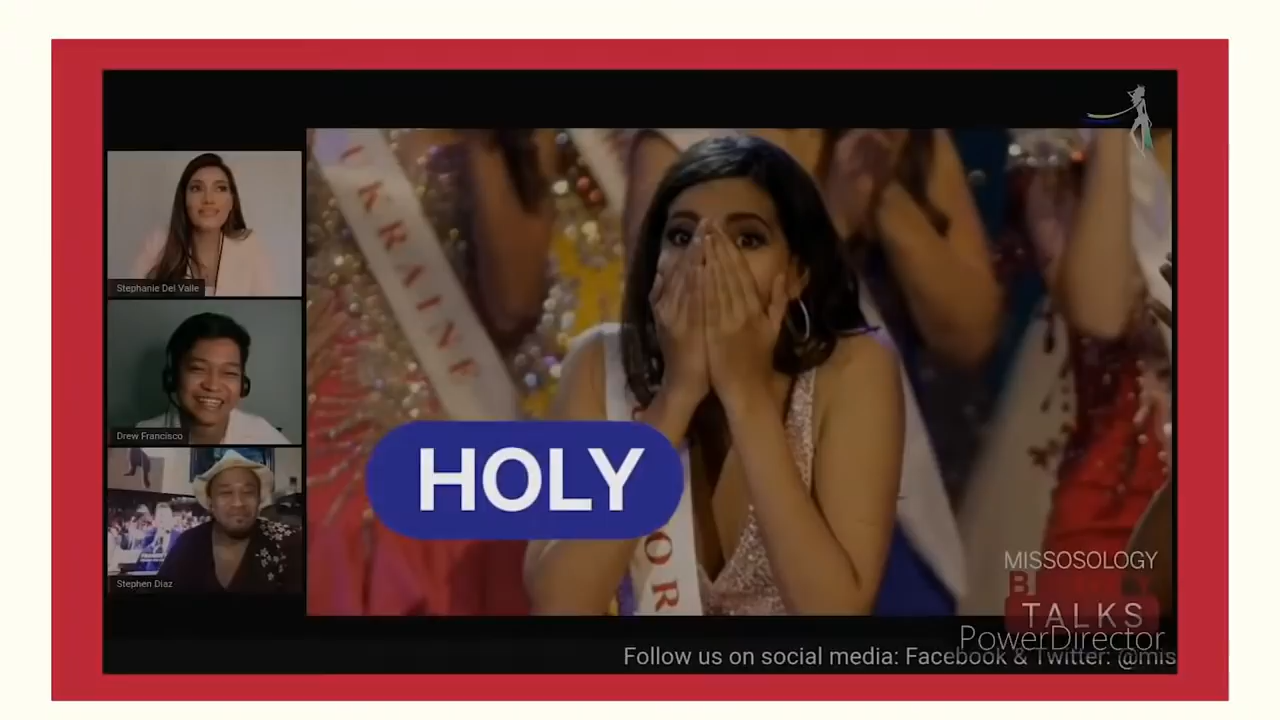 UKRAINE
Stephanie Del Valle
HOLY
Drew Francisco
OR
MISSOSOLOGY
TALKS
PowerDirector
Stephen Diaz
Follow us on social media: Facebook & Twitter: @mis